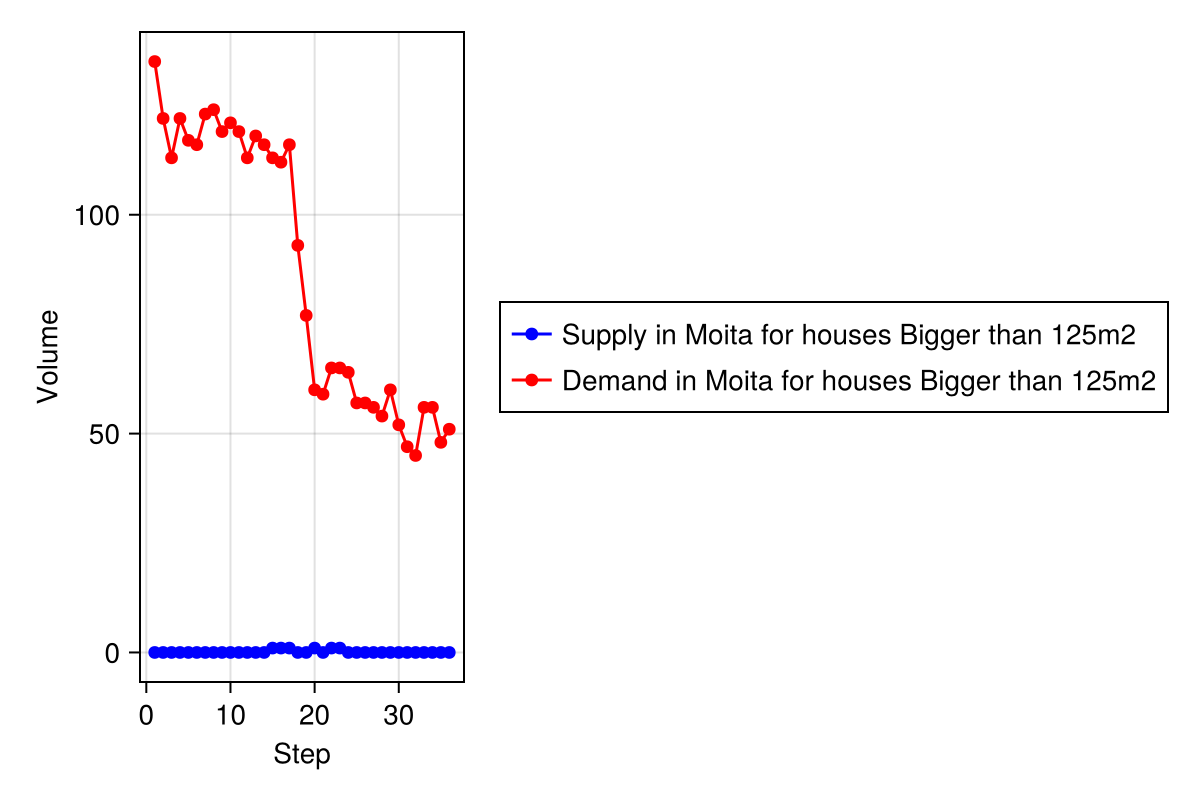 100
50
0
Volume
0 10 20 30
Step
Supply in Moita for houses Bigger than 125m2
Demand in Moita for houses Bigger than 125m2